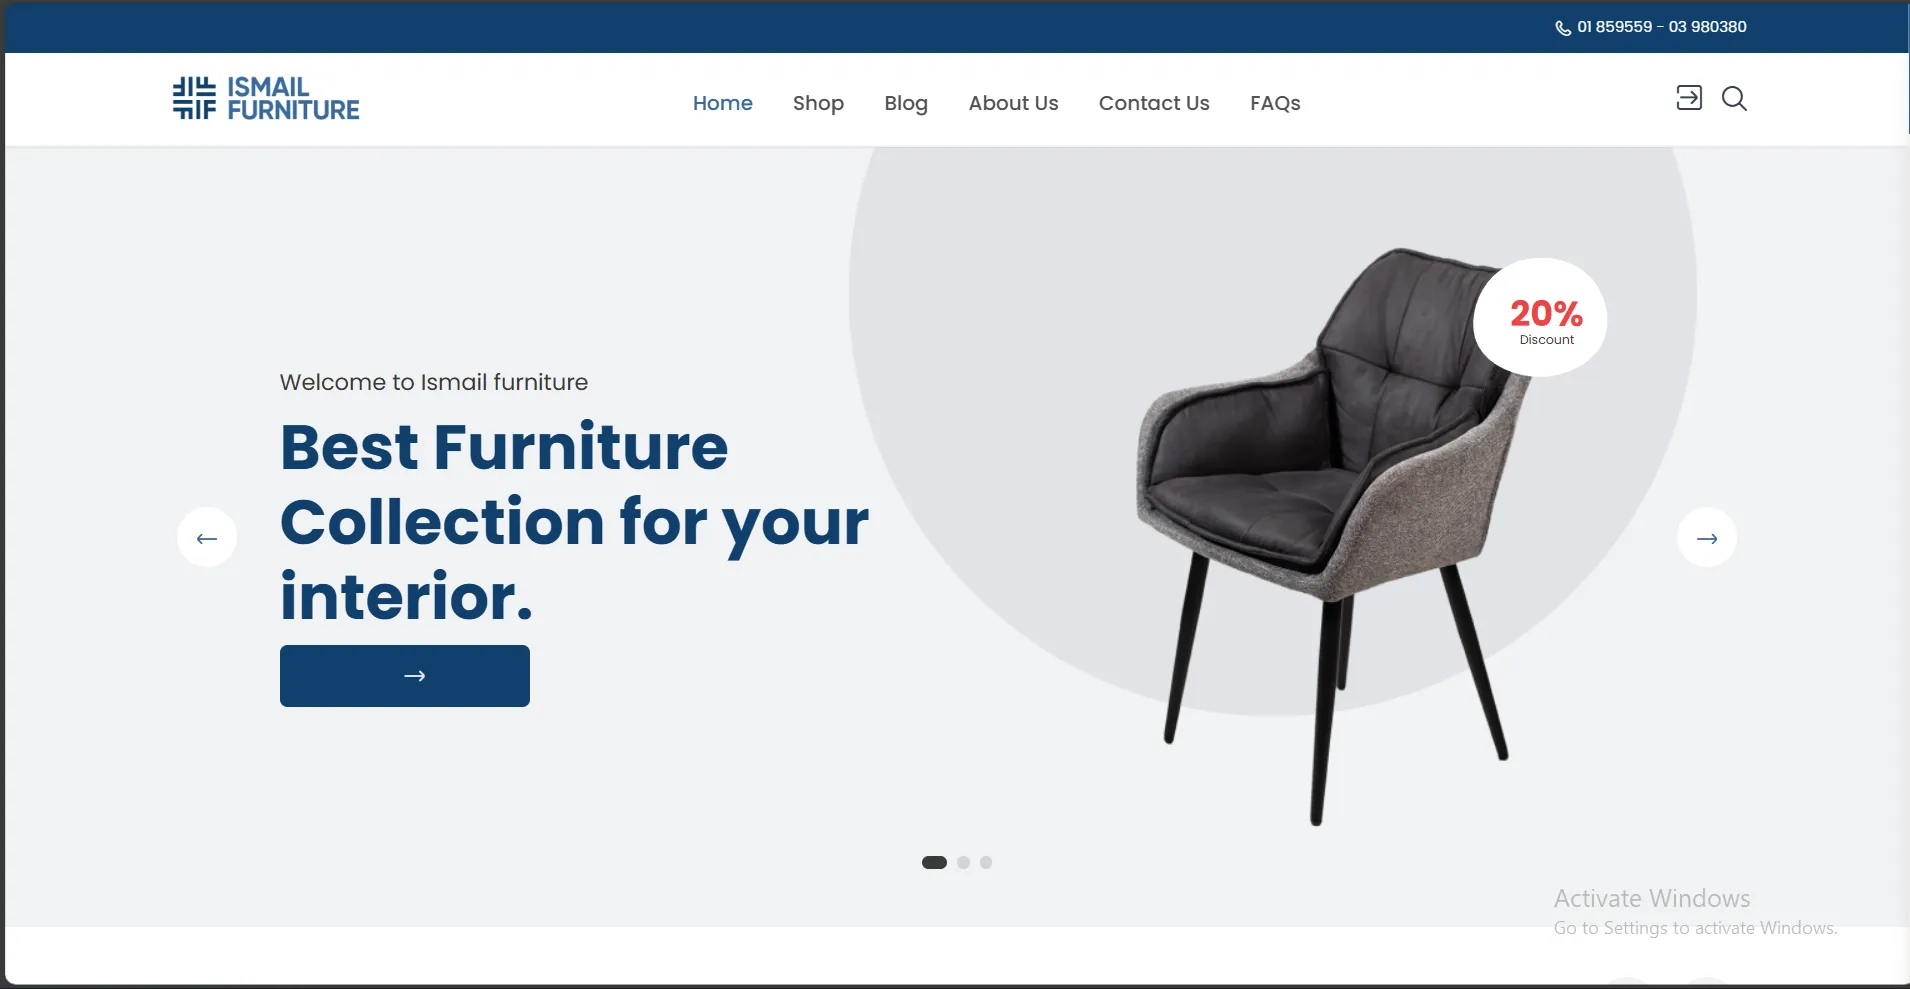 01 859559 - 03 980380
ISMAIL
FURNITURE
Home Shop Blog About Us Contact Us FAQs
20%
Discount
Welcome to Ismail furniture
Best Furniture
Collection for your
interior.
Activate Windows
Go to Settings to activate Windows.